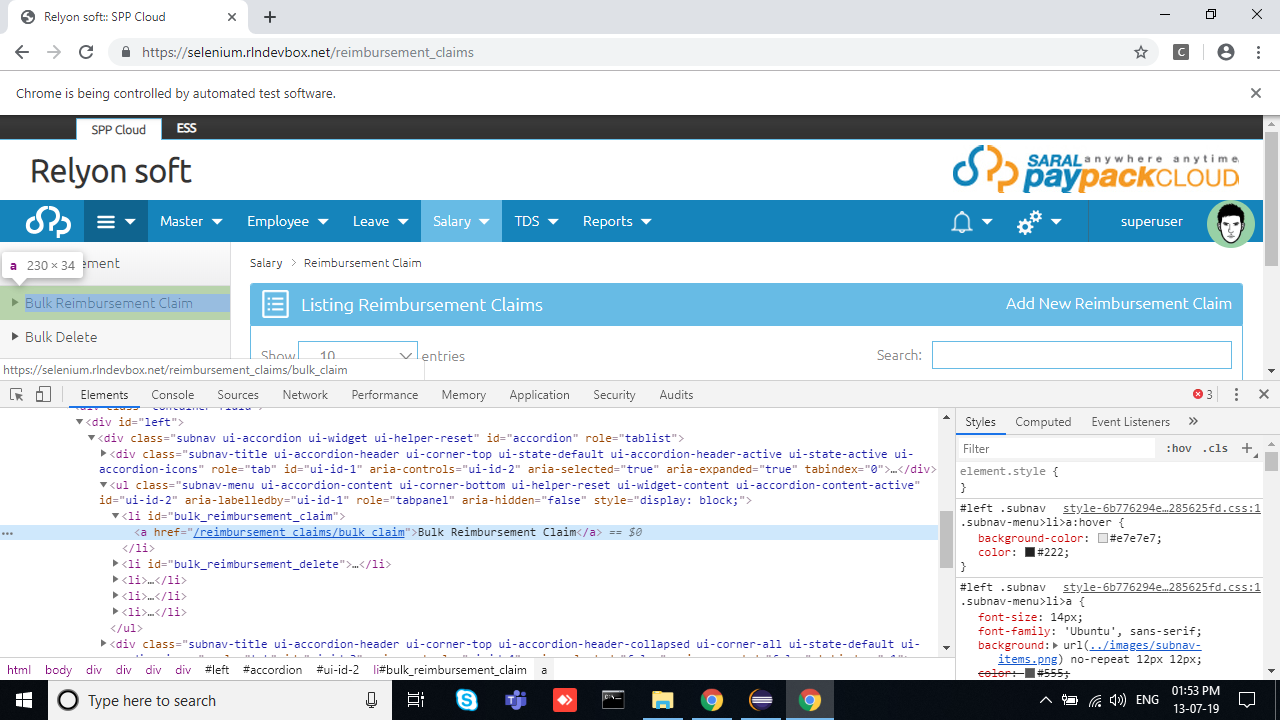 Relyon soft:: SPP Cloud
https://selenium.rlndevbox.net/reimbursement_claims
C
Chrome is being controlled by automated test software.
SPP Cloud ESS
Relyon soft
SARAL anywhere anytime
paypackCLOUD
Master Employee Leave Salary TDS Reports superuser
a 230 × 34
ement
Salary Reimbursement Claim
Bulk Reimbursement Claim
Listing Reimbursement Claims Add New Reimbursement Claim
Bulk Delete
Show 10 entries Search:
https://selenium.rlndevbox.net/reimbursement_claims/bulk_claim
Elements Console Sources Network Performance Memory Application Security Audits 3
<div class="container-fluid">
<div id="left">
<div class="subnav ui-accordion ui-widget ui-helper-reset" id="accordion" role="tablist">
<div class="subnav-title ui-accordion-header ui-corner-top ui-state-default ui-accordion-header-active ui-state-active ui-
accordion-icons" role="tab" id="ui-id-1" aria-controls="ui-id-2" aria-selected="true" aria-expanded="true" tabindex="0">…</div>
<ul class="subnav-menu ui-accordion-content ui-corner-bottom ui-helper-reset ui-widget-content ui-accordion-content-active"
id="ui-id-2" aria-labelledby="ui-id-1" role="tabpanel" aria-hidden="false" style="display: block;">
<li id="bulk_reimbursement_claim">
<a href="/reimbursement_claims/bulk_claim">Bulk Reimbursement Claim</a> == $0
</li>
<li id="bulk_reimbursement_delete">…</li>
<li>…</li>
<li>…</li>
<li>…</li>
</ul>
<div class="subnav-title ui-accordion-header ui-corner-top ui-accordion-header-collapsed ui-corner-all ui-state-default ui-
html body div div div div #left #accordion #ui-id-2 li#bulk_reimbursement_claim a
Styles Computed Event Listeners »
Filter :hov .cls +
element.style {
}
#left .subnav style-6b776294e…285625fd.css:1
.subnav-menu>li>a:hover {
background-color: #e7e7e7;
color: #222;
}
#left .subnav style-6b776294e…285625fd.css:1
.subnav-menu>li>a {
font-size: 14px;
font-family: 'Ubuntu', sans-serif;
background: url(../images/subnav-
items.png) no-repeat 12px 12px;
color: #555;
Type here to search
ENG
01:53 PM
13-07-19